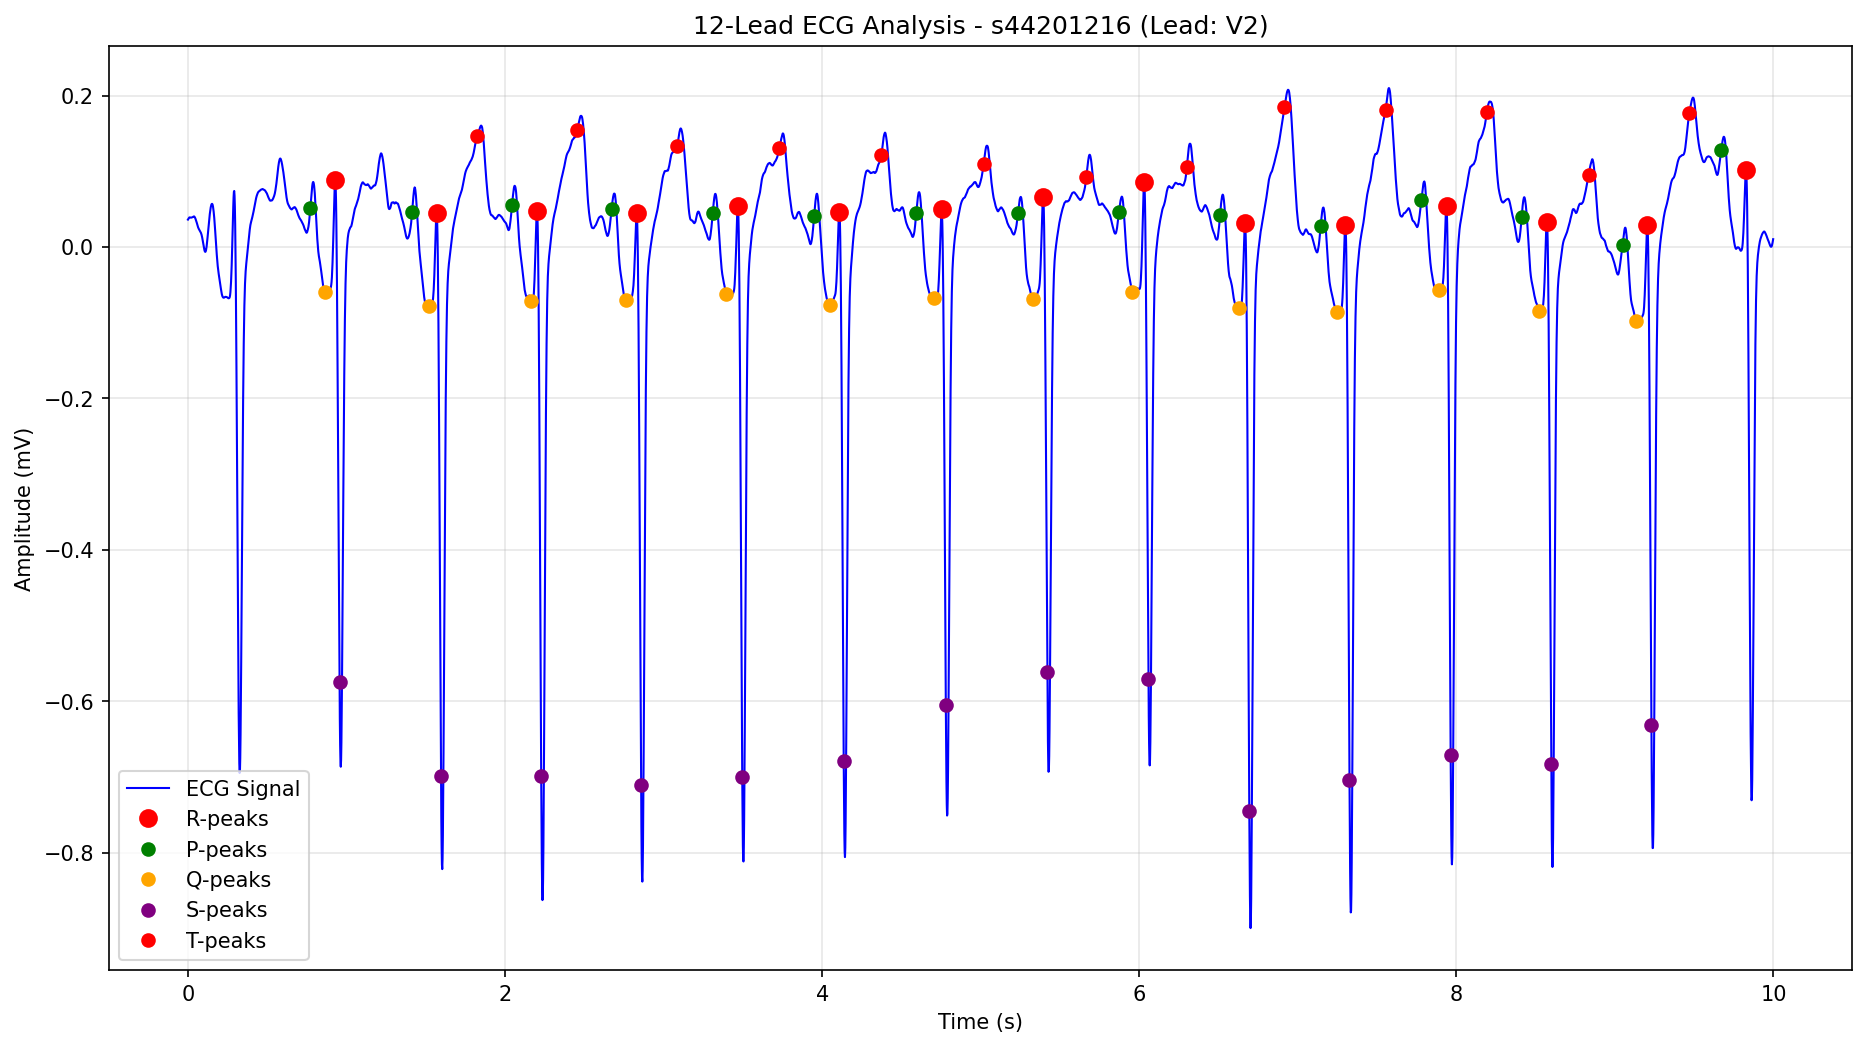 12-Lead ECG Analysis - s44201216 (Lead: V2)
Amplitude (mV)
0.2
0.0
−0.2
−0.4
−0.6
−0.8
ECG Signal
R-peaks
P-peaks
Q-peaks
S-peaks
T-peaks
0 2 4 6 8 10
Time (s)